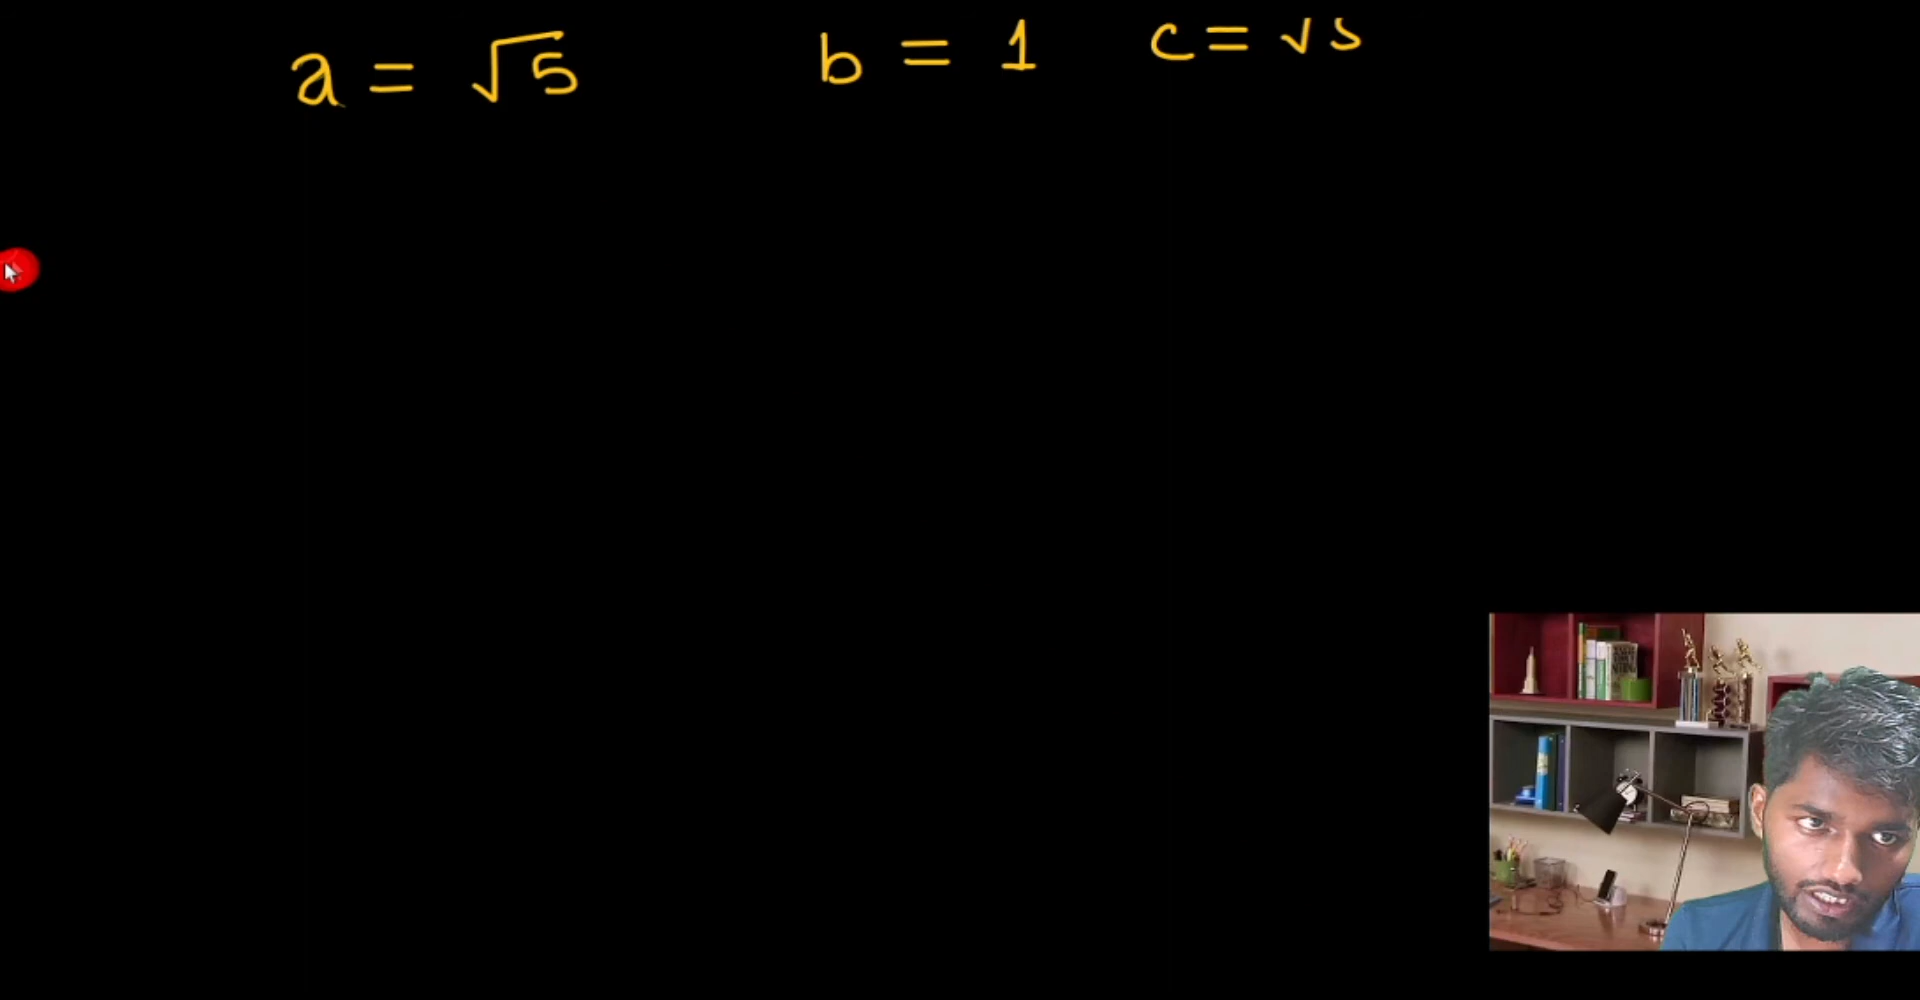 a = √5 b = 1 c = √5